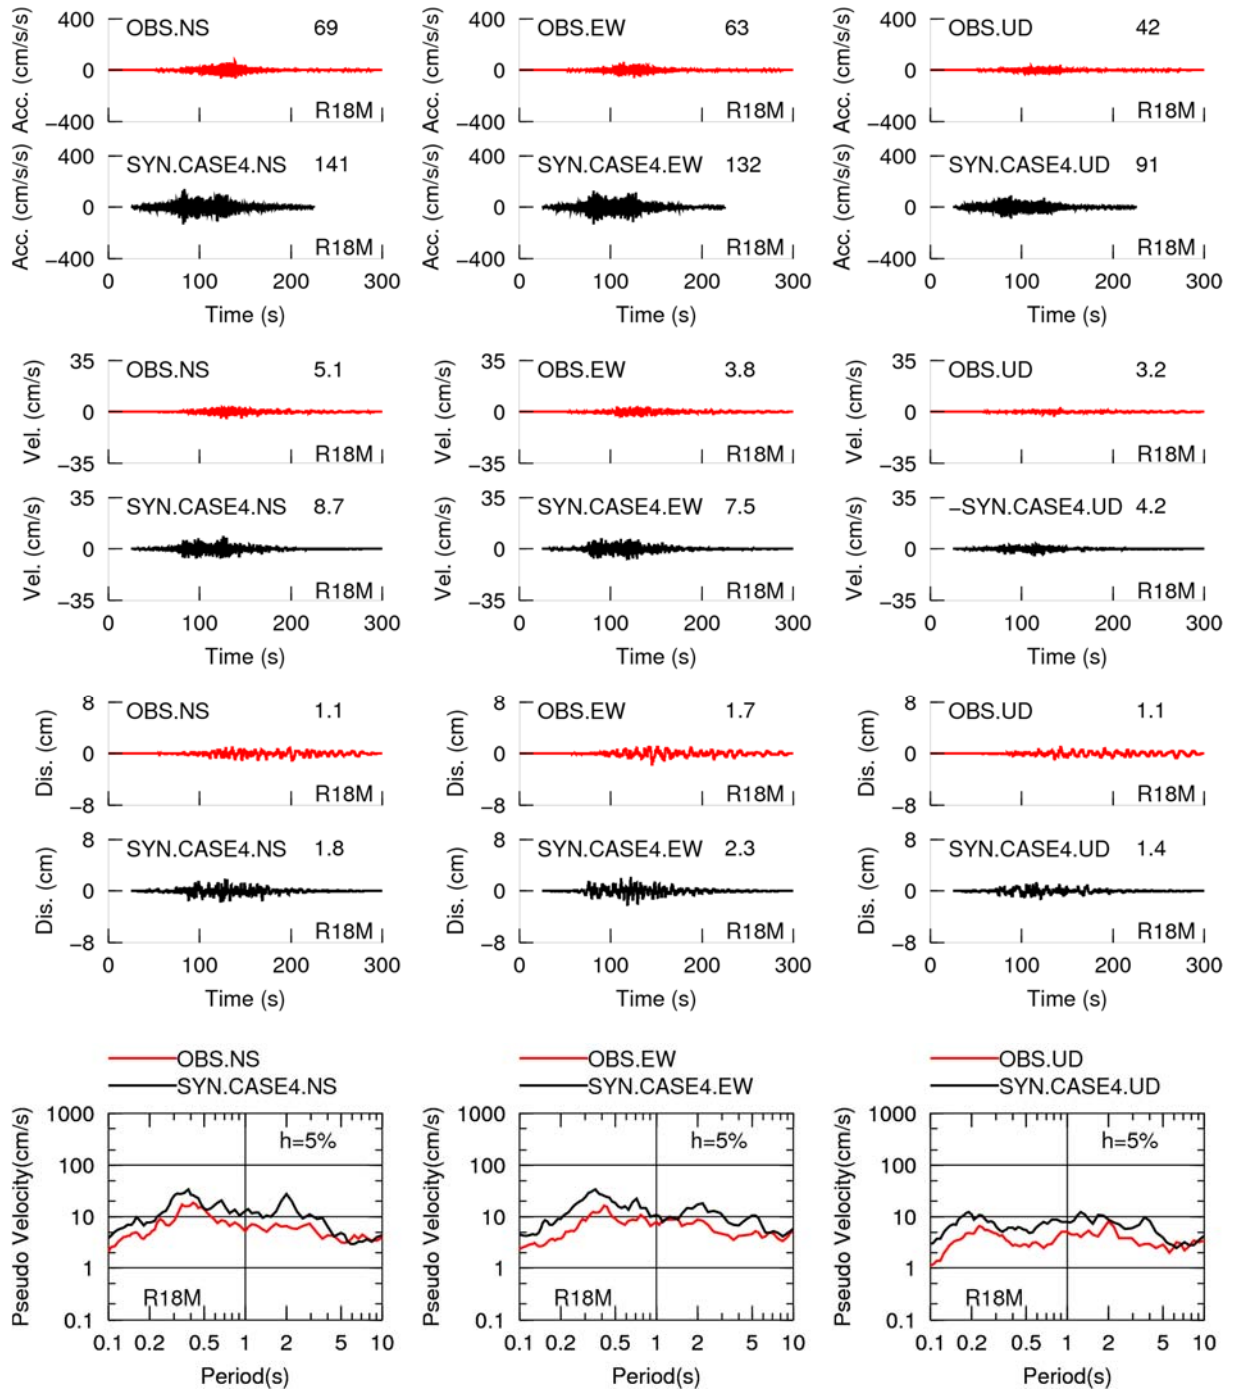 400 OBS.NS 69
Acc. (cm/s/s)
0
−400 R18M
400 OBS.EW 63
Acc. (cm/s/s)
0
−400 R18M
400 OBS.UD 42
Acc. (cm/s/s)
0
−400 R18M
400 SYN.CASE4.NS 141
Acc. (cm/s/s)
0
−400 R18M
0 100 200 300
Time (s)
400 SYN.CASE4.EW 132
Acc. (cm/s/s)
0
−400 R18M
0 100 200 300
Time (s)
400 SYN.CASE4.UD 91
Acc. (cm/s/s)
0
−400 R18M
0 100 200 300
Time (s)
35 OBS.NS 5.1
Vel. (cm/s)
0
−35 R18M
35 OBS.EW 3.8
Vel. (cm/s)
0
−35 R18M
35 OBS.UD 3.2
Vel. (cm/s)
0
−35 R18M
35 SYN.CASE4.NS 8.7
Vel. (cm/s)
0
−35 R18M
0 100 200 300
Time (s)
35 SYN.CASE4.EW 7.5
Vel. (cm/s)
0
−35 R18M
0 100 200 300
Time (s)
35 −SYN.CASE4.UD 4.2
Vel. (cm/s)
0
−35 R18M
0 100 200 300
Time (s)
8 OBS.NS 1.1
Dis. (cm)
0
−8 R18M
8 OBS.EW 1.7
Dis. (cm)
0
−8 R18M
8 OBS.UD 1.1
Dis. (cm)
0
−8 R18M
8 SYN.CASE4.NS 1.8
Dis. (cm)
0
−8 R18M
0 100 200 300
Time (s)
8 SYN.CASE4.EW 2.3
Dis. (cm)
0
−8 R18M
0 100 200 300
Time (s)
8 SYN.CASE4.UD 1.4
Dis. (cm)
0
−8 R18M
0 100 200 300
Time (s)
OBS.NS
SYN.CASE4.NS
Pseudo Velocity(cm/s)
1000
h=5%
100
10
1
R18M
0.1
0.1 0.2 0.5 1 2 5 10
Period(s)
OBS.EW
SYN.CASE4.EW
Pseudo Velocity(cm/s)
1000
h=5%
100
10
1
R18M
0.1
0.1 0.2 0.5 1 2 5 10
Period(s)
OBS.UD
SYN.CASE4.UD
Pseudo Velocity(cm/s)
1000
h=5%
100
10
1
R18M
0.1
0.1 0.2 0.5 1 2 5 10
Period(s)